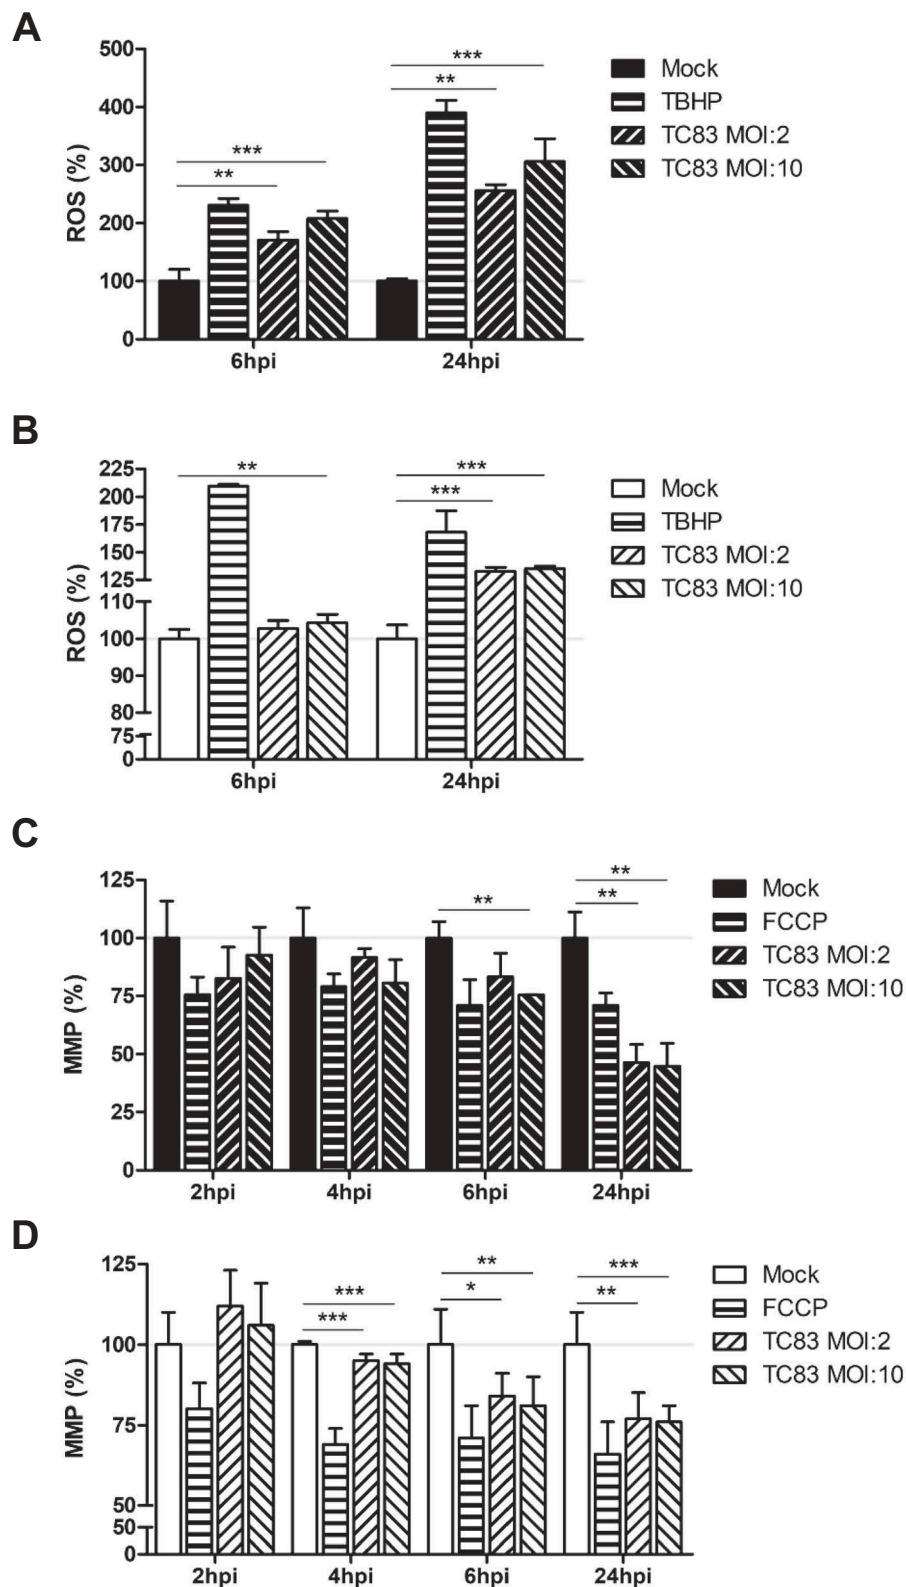 A
500
400
300
200
100
0
ROS (%)
***
**
***
**
6hpi
24hpi
Mock
TBHP
TC83 MOI:2
TC83 MOI:10
B
225
200
175
150
125
110
100
90
80
75
0
ROS (%)
**
***
***
6hpi
24hpi
Mock
TBHP
TC83 MOI:2
TC83 MOI:10
C
125
100
75
50
25
0
MMP (%)
**
**
**
2hpi
4hpi
6hpi
24hpi
Mock
FCCP
TC83 MOI:2
TC83 MOI:10
D
125
100
75
50
50
0
MMP (%)
***
***
**
*
***
**
2hpi
4hpi
6hpi
24hpi
Mock
FCCP
TC83 MOI:2
TC83 MOI:10